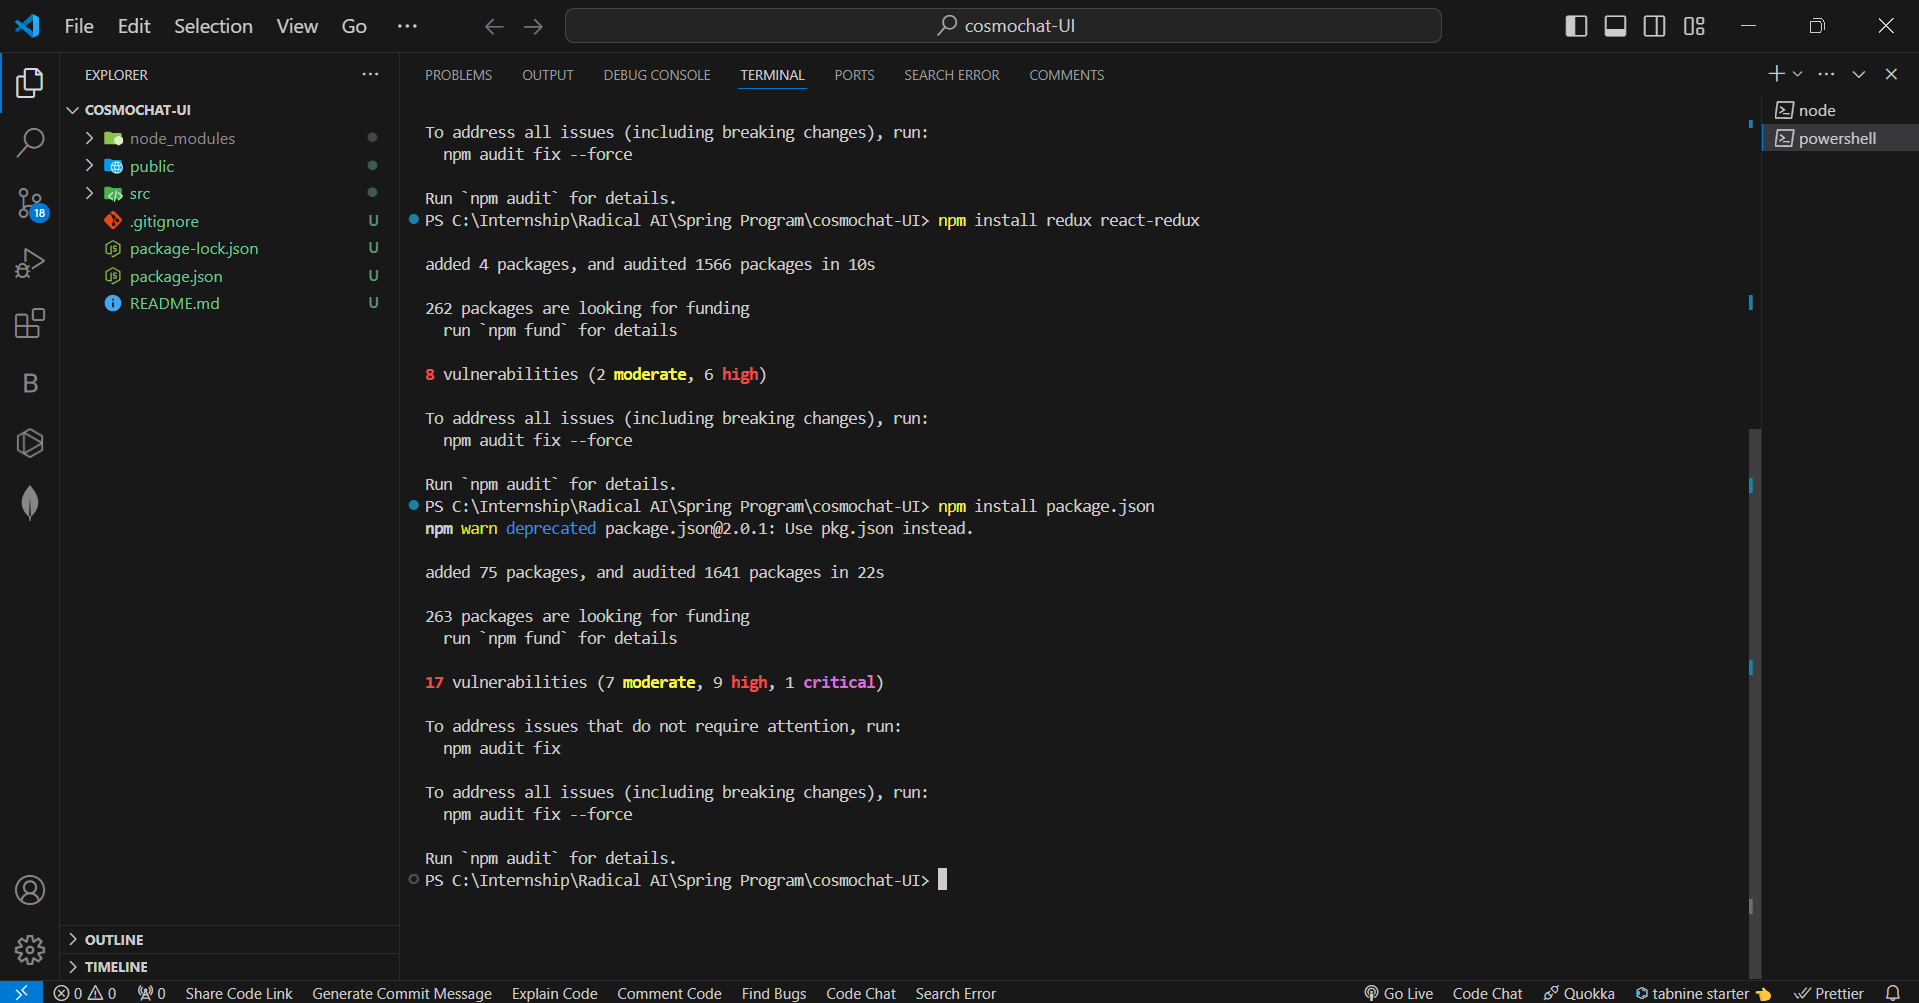 File Edit Selection View Go ··· cosmochat-UI
EXPLORER ···
COSMOCHAT-UI
node_modules
public
src
.gitignore U
package-lock.json U
package.json U
README.md U
18
B
OUTLINE
TIMELINE
PROBLEMS OUTPUT DEBUG CONSOLE TERMINAL PORTS SEARCH ERROR COMMENTS
To address all issues (including breaking changes), run:
npm audit fix --force
Run `npm audit` for details.
PS C:\Internship\Radical AI\Spring Program\cosmochat-UI> npm install redux react-redux
added 4 packages, and audited 1566 packages in 10s
262 packages are looking for funding
run `npm fund` for details
8 vulnerabilities (2 moderate, 6 high)
To address all issues (including breaking changes), run:
npm audit fix --force
Run `npm audit` for details.
PS C:\Internship\Radical AI\Spring Program\cosmochat-UI> npm install package.json
npm warn deprecated package.json@2.0.1: Use pkg.json instead.
added 75 packages, and audited 1641 packages in 22s
263 packages are looking for funding
run `npm fund` for details
17 vulnerabilities (7 moderate, 9 high, 1 critical)
To address issues that do not require attention, run:
npm audit fix
To address all issues (including breaking changes), run:
npm audit fix --force
Run `npm audit` for details.
PS C:\Internship\Radical AI\Spring Program\cosmochat-UI>
node
powershell
0 0 0 Share Code Link Generate Commit Message Explain Code Comment Code Find Bugs Code Chat Search Error Go Live Code Chat Quokka tabnine starter Prettier